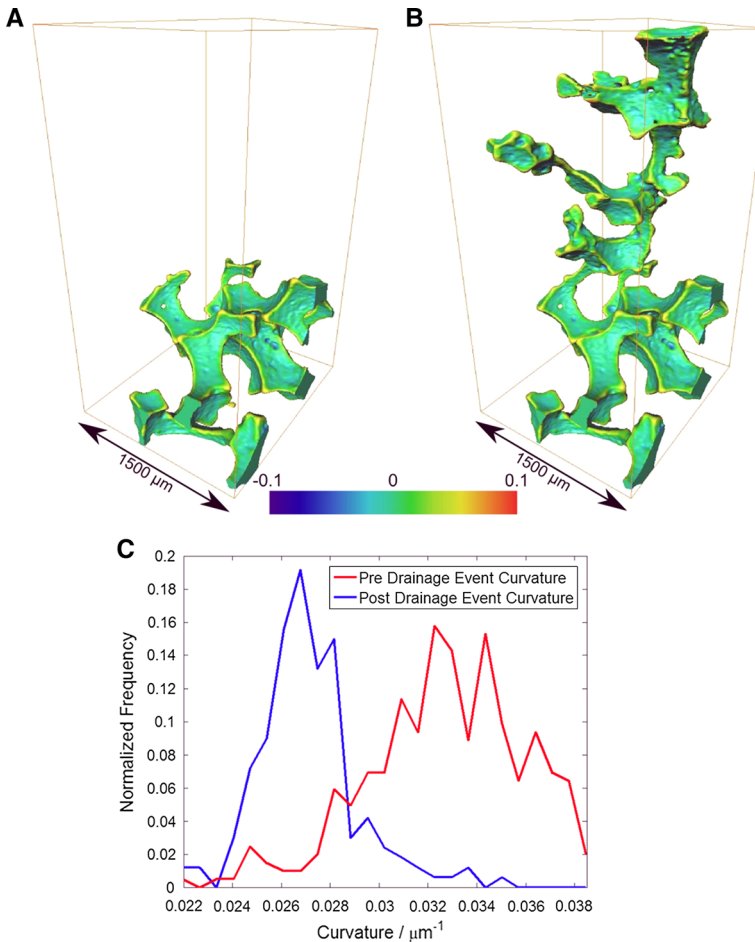 A
B
1500 μm
1500 μm
-0.1 0 0.1
C
Pre Drainage Event Curvature
Post Drainage Event Curvature
Normalized Frequency
0.2
0.18
0.16
0.14
0.12
0.1
0.08
0.06
0.04
0.02
0
0.022 0.024 0.026 0.028 0.03 0.032 0.034 0.036 0.038
Curvature / μm-1